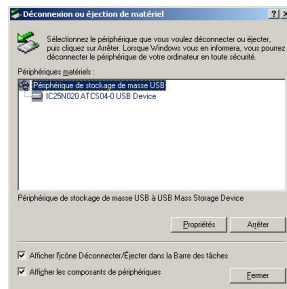 Déconnexion ou éjection de matériel
Sélectionnez le périphérique que vous voulez déconnecter ou éjecter,
puis cliquez sur Arrêter. Lorsque Windows vous en informera, vous pourrez
déconnecter le périphérique de votre ordinateur en toute sécurité.
Périphériques matériels :
Périphérique de stockage de masse USB
IC25N020 ATCS04-0 USB Device
Périphérique de stockage de masse USB à USB Mass Storage Device
Propriétés
Arrêter
Afficher l'icône Déconnecter/Éjecter dans la Barre des tâches
Afficher les composants de périphériques
Fermer